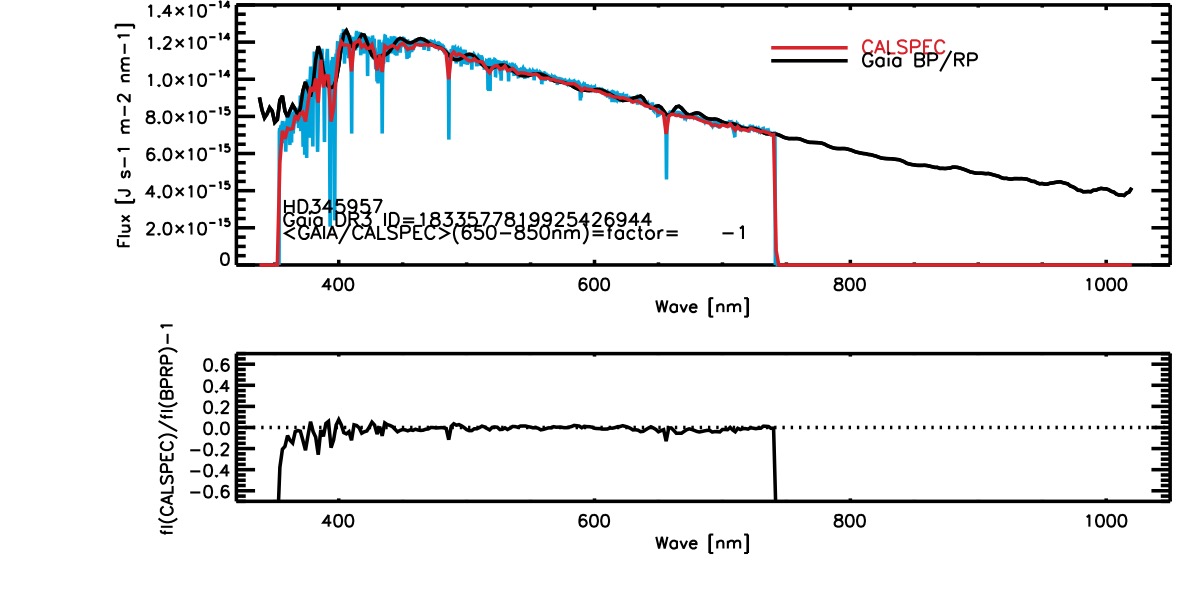 1.4×10⁻¹⁴
1.2×10⁻¹⁴
1.0×10⁻¹⁴
8.0×10⁻¹⁵
6.0×10⁻¹⁵
4.0×10⁻¹⁵
2.0×10⁻¹⁵
0
Flux [J s−1 m−2 nm−1]
CALSPEC
Gaia BP/RP
HD345957
Gaia DR3 ID=1833577819925426944
<GAIA/CALSPEC>(650−850nm)=factor= −1
400 600 800 1000
Wave [nm]
fl(CALSPEC)/fl(BPRP)−1
0.6
0.4
0.2
0.0
−0.2
−0.4
−0.6
400 600 800 1000
Wave [nm]